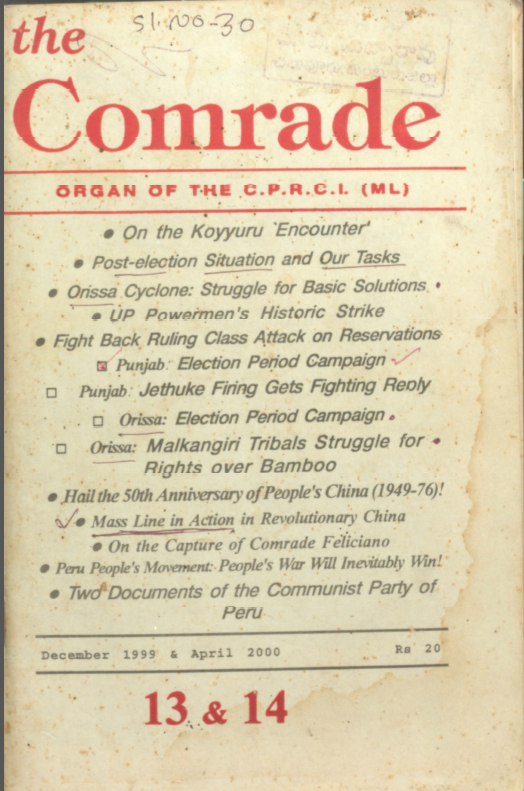 Sl. No-30
the
Comrade
ORGAN OF THE C.P.R.C.I. (ML)
• On the Koyyuru 'Encounter'
• Post-election Situation and Our Tasks
• Orissa Cyclone: Struggle for Basic Solutions
• UP Powermen's Historic Strike
• Fight Back Ruling Class Attack on Reservations
□ Punjab: Election Period Campaign
□ Punjab: Jethuke Firing Gets Fighting Reply
□ Orissa: Election Period Campaign
□ Orissa: Malkangiri Tribals Struggle for
Rights over Bamboo
• Hail the 50th Anniversary of People's China (1949-76)!
• Mass Line in Action in Revolutionary China
• On the Capture of Comrade Feliciano
• Peru People's Movement: People's War Will Inevitably Win!
• Two Documents of the Communist Party of
Peru
December 1999 & April 2000 Rs 20
13 & 14